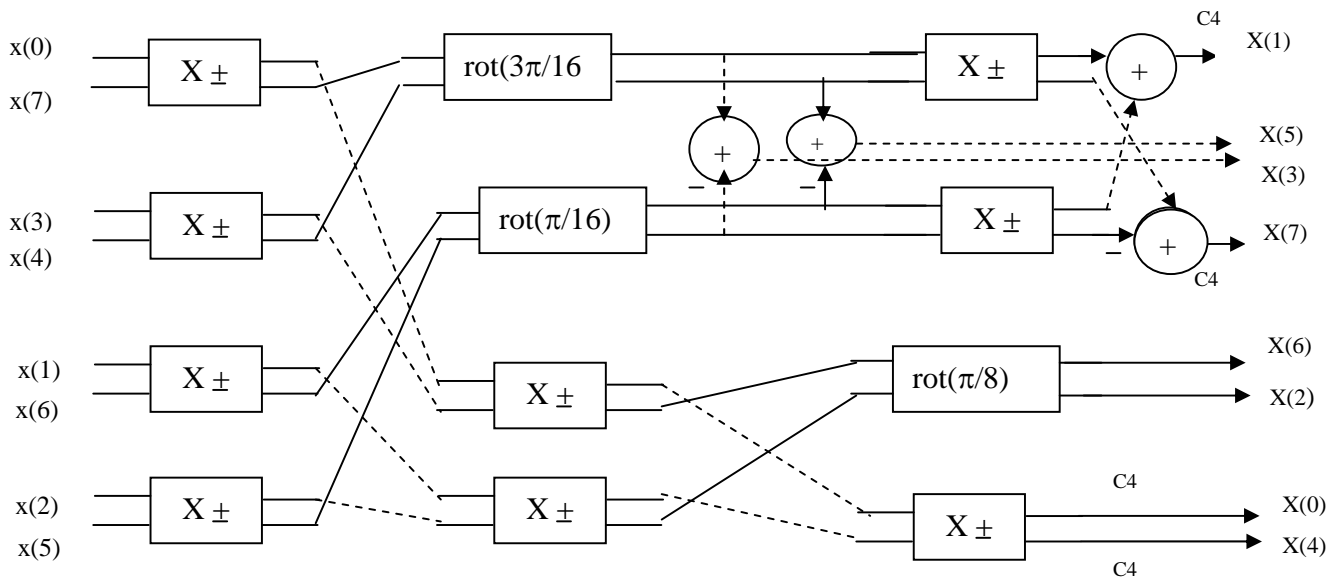 C4
x(0)
X(1)
X ±
rot(3π/16
X ±
+
x(7)
X(5)
+
+
X(3)
–
–
x(3)
X ±
rot(π/16)
X ±
x(4)
X(7)
+
–
C4
X(6)
x(1)
X ±
rot(π/8)
X ±
x(6)
X(2)
C4
x(2)
X ±
X ±
X ±
X(0)
x(5)
X(4)
C4